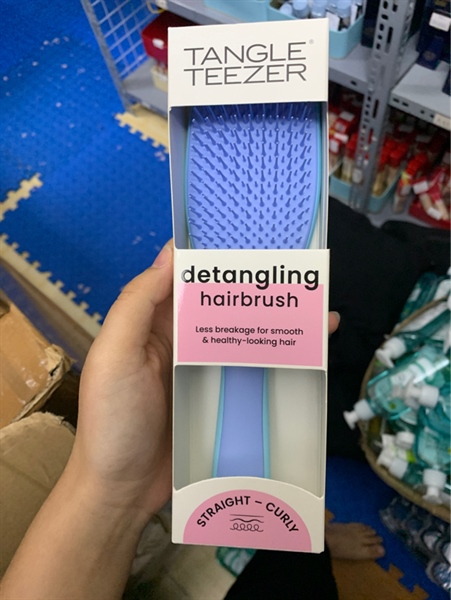 TANGLE
TEEZER®
detangling
hairbrush
Less breakage for smooth
& healthy-looking hair
STRAIGHT – CURLY